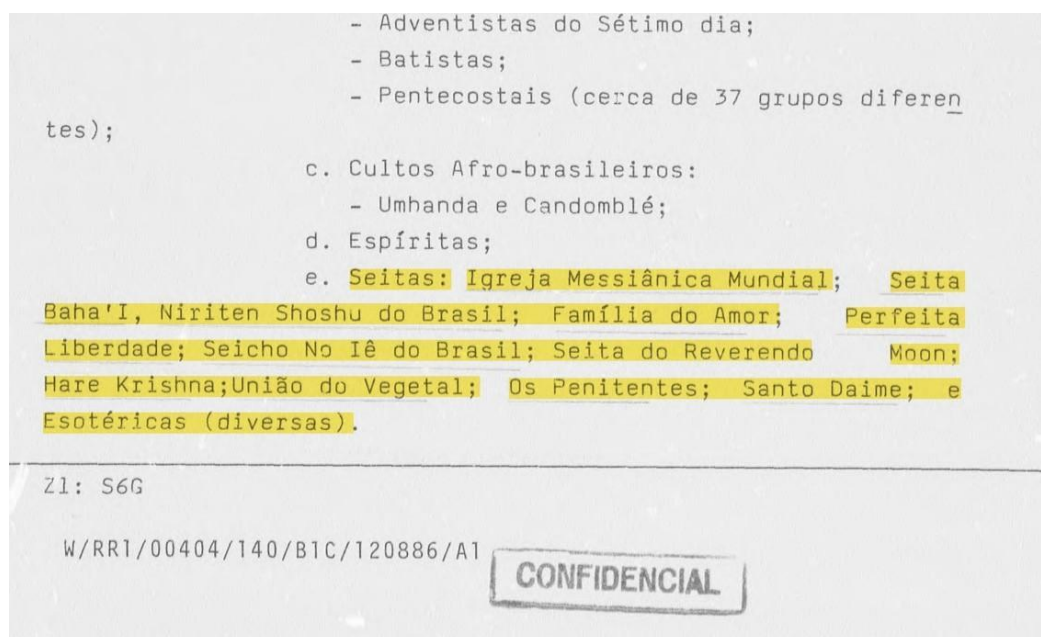 - Adventistas do Sétimo dia;
- Batistas;
- Pentecostais (cerca de 37 grupos diferen
tes);
c. Cultos Afro-brasileiros:
- Umhanda e Candomblé;
d. Espíritas;
e. Seitas: Igreja Messiânica Mundial; Seita
Baha'I, Niriten Shoshu do Brasil; Família do Amor; Perfeita
Liberdade; Seicho No Iê do Brasil; Seita do Reverendo Moon;
Hare Krishna;União do Vegetal; Os Penitentes; Santo Daime; e
Esotéricas (diversas).
Z1: S6G
W/RR1/00404/140/B1C/120886/A1
CONFIDENCIAL